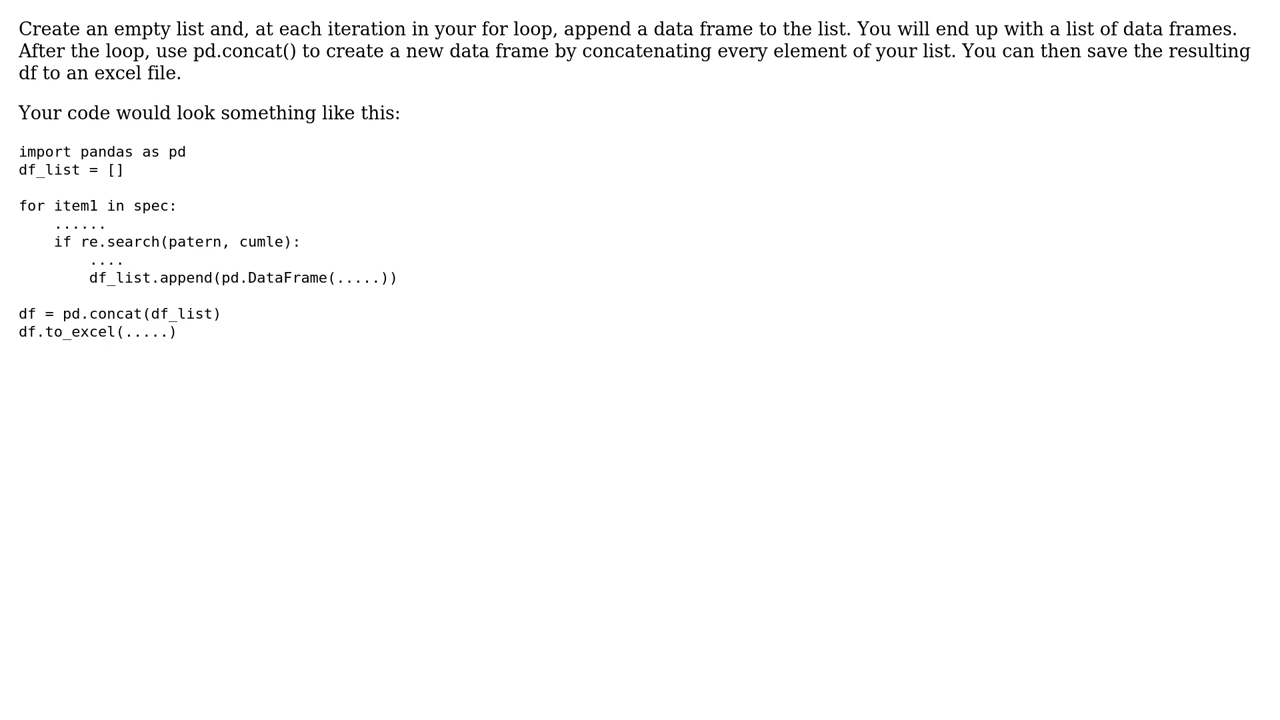 Create an empty list and, at each iteration in your for loop, append a data frame to the list. You will end up with a list of data frames.
After the loop, use pd.concat() to create a new data frame by concatenating every element of your list. You can then save the resulting
df to an excel file.
Your code would look something like this:
import pandas as pd
df_list = []
for item1 in spec:
    ......
    if re.search(patern, cumle):
        ....
        df_list.append(pd.DataFrame(.....))
df = pd.concat(df_list)
df.to_excel(.....)